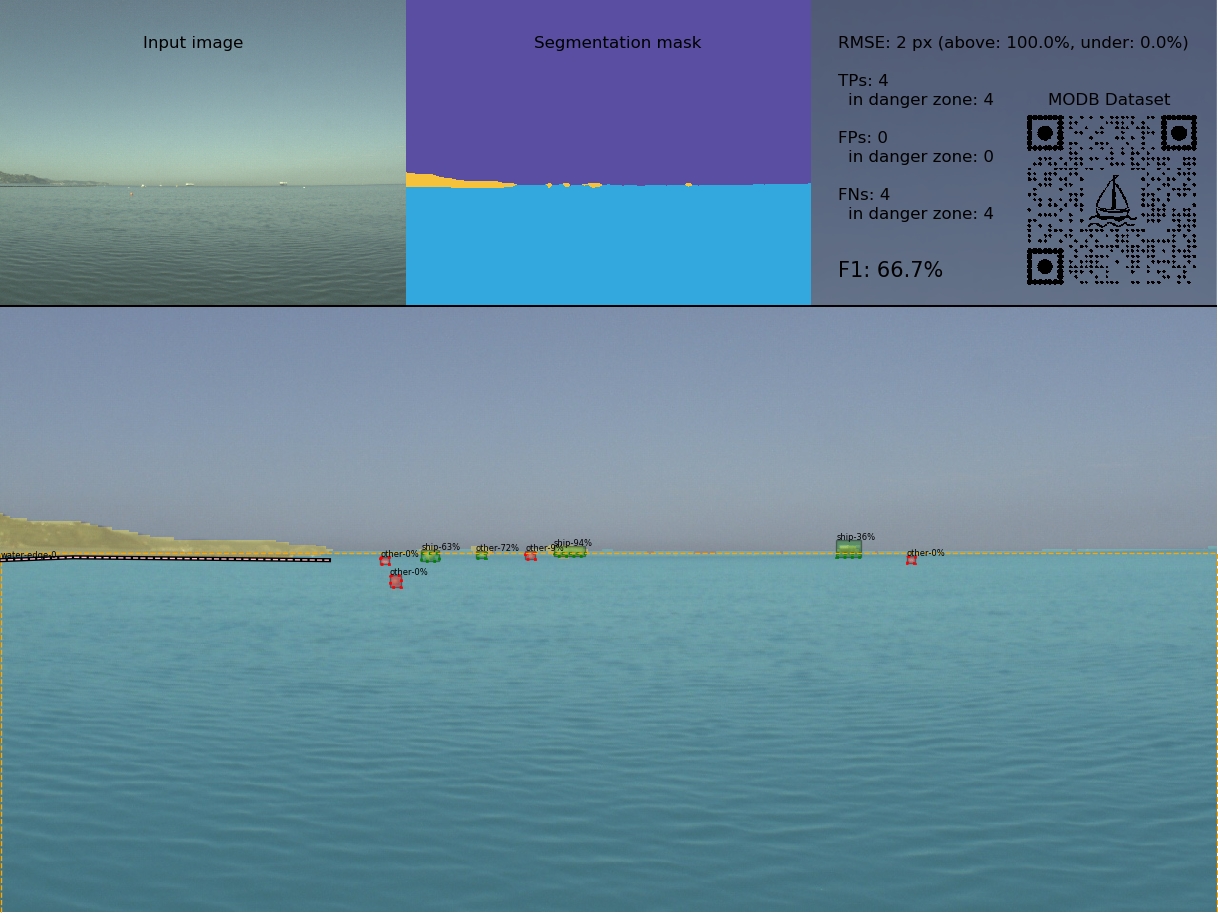 Input image
Segmentation mask
RMSE: 2 px (above: 100.0%, under: 0.0%)
TPs: 4
in danger zone: 4
MODB Dataset
FPs: 0
in danger zone: 0
FNs: 4
in danger zone: 4
F1: 66.7%
water-edge-0
other-0%
ship-63%
other-72%
other-9%
ship-94%
ship-36%
other-0%
other-0%